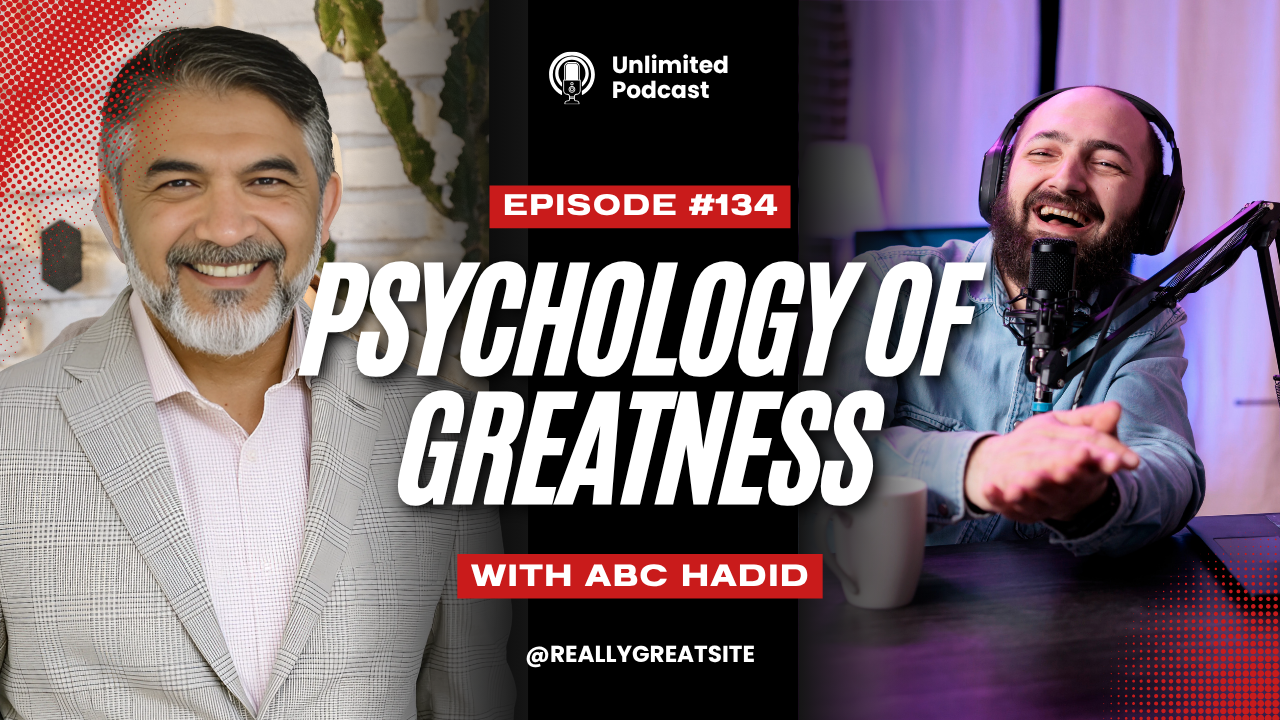 Unlimited
Podcast
EPISODE #134
PSYCHOLOGY OF
GREATNESS
WITH ABC HADID
@REALLYGREATSITE